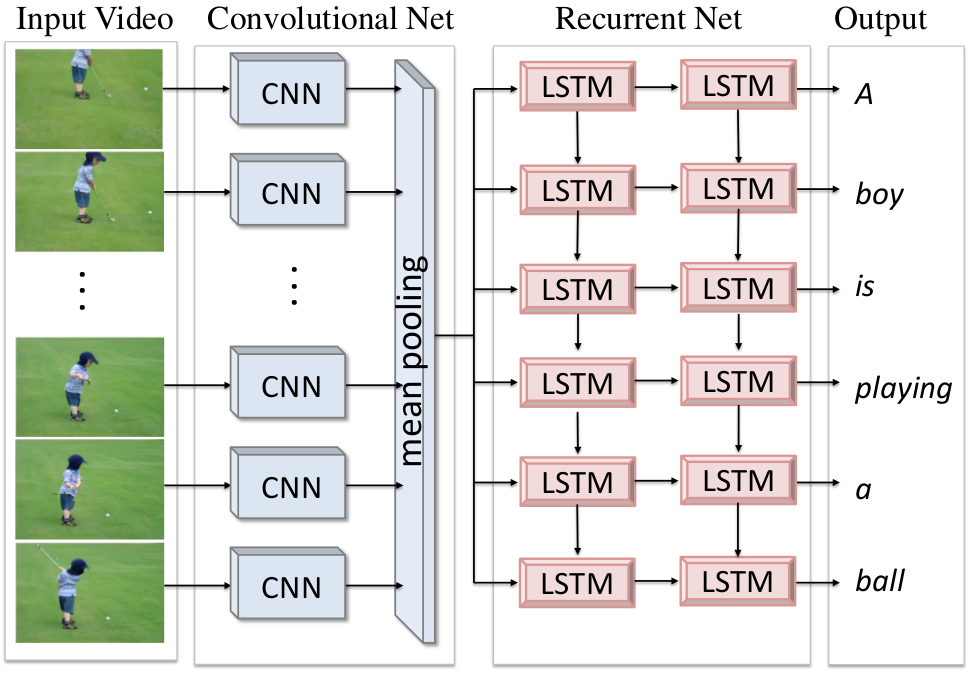 Input Video
Convolutional Net
Recurrent Net
Output
CNN
CNN
CNN
CNN
CNN
mean pooling
LSTM
LSTM
A
LSTM
LSTM
boy
LSTM
LSTM
is
LSTM
LSTM
playing
LSTM
LSTM
a
LSTM
LSTM
ball